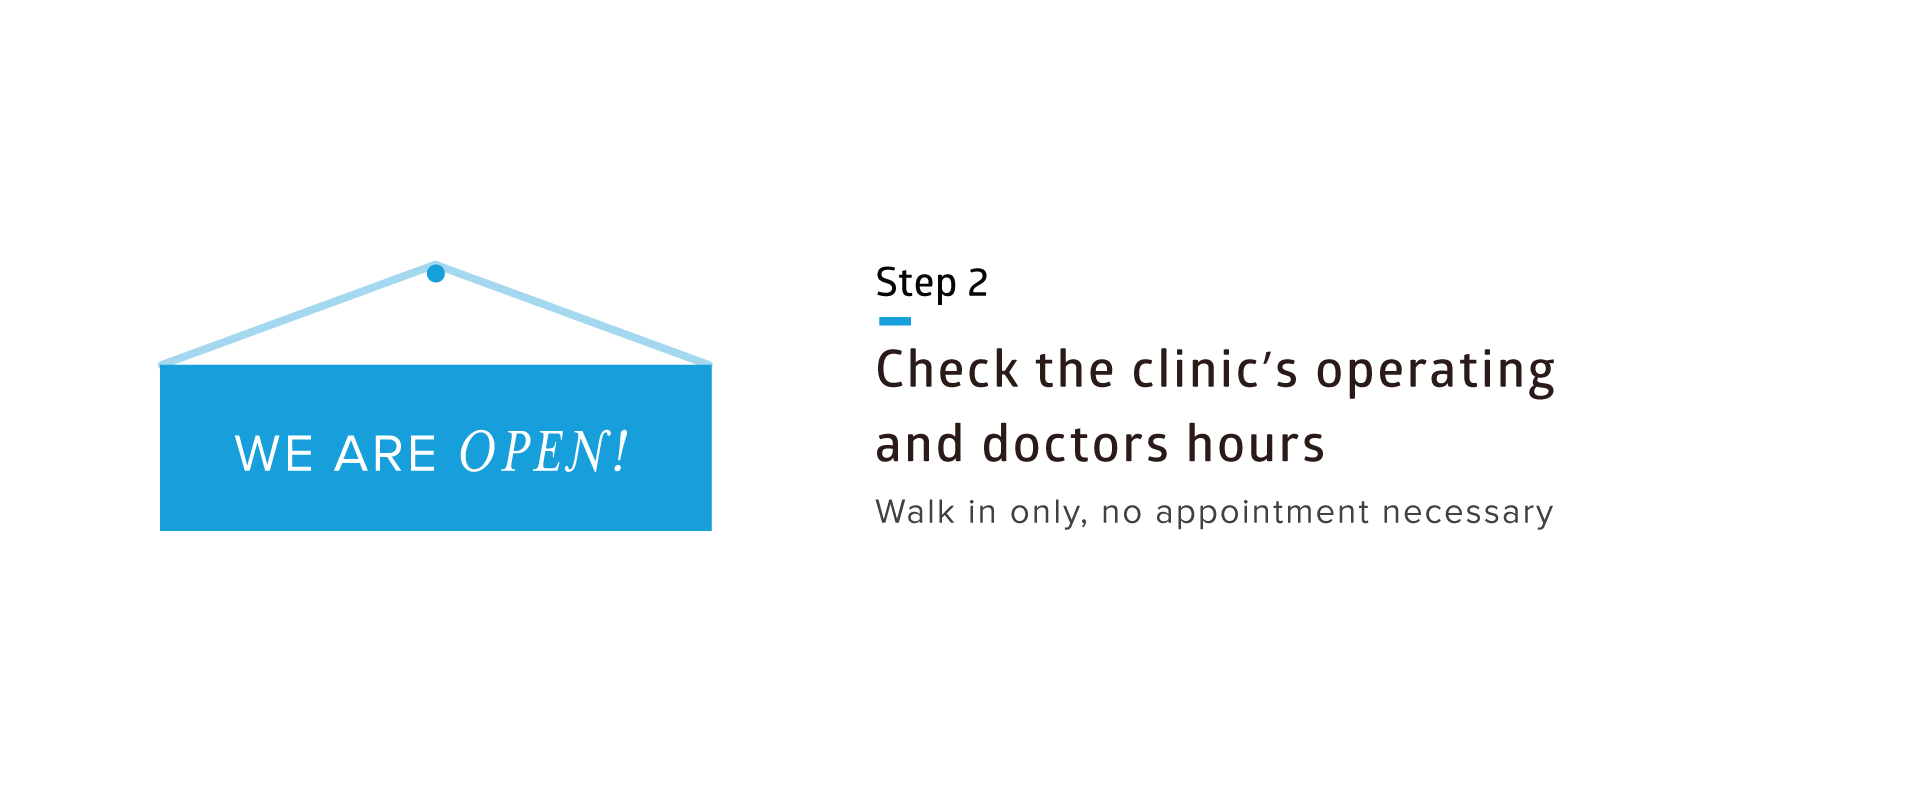 WE ARE OPEN!
Step 2
Check the clinic’s operating
and doctors hours
Walk in only, no appointment necessary